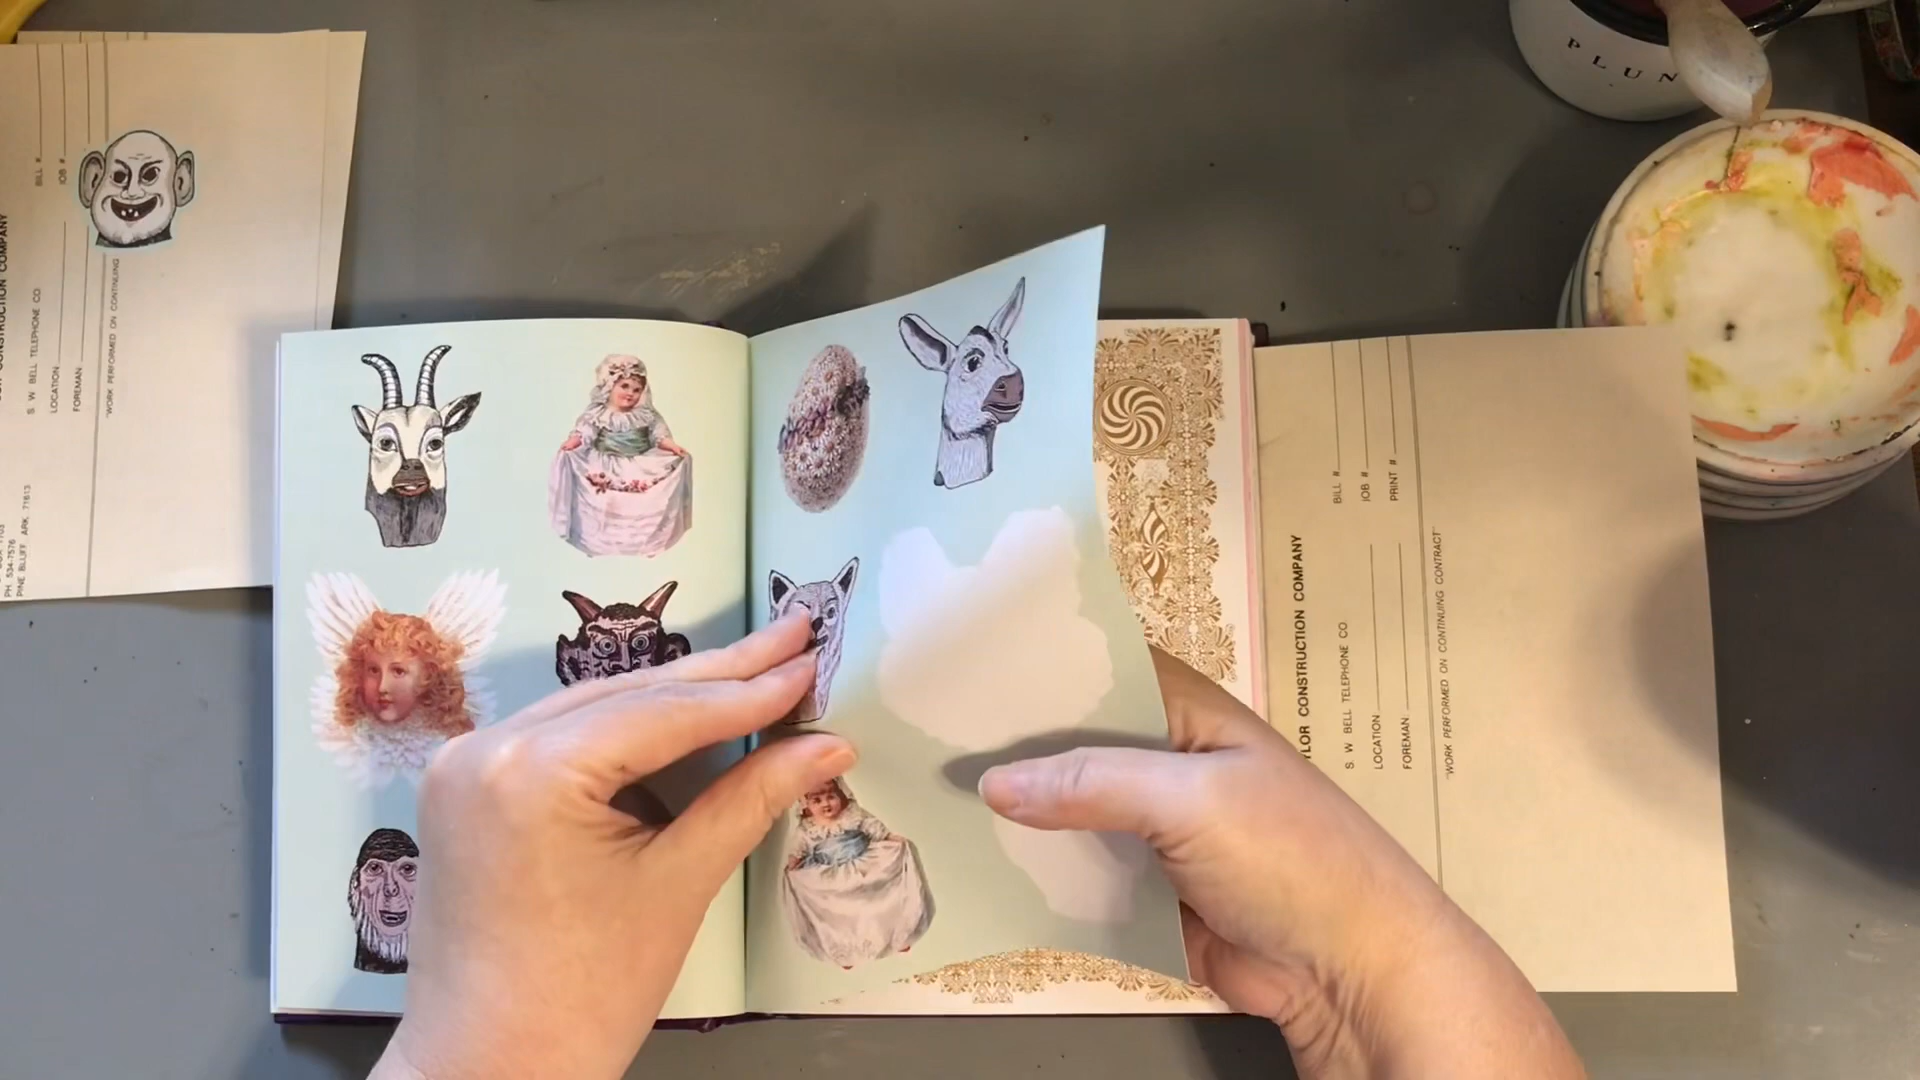 BILL #
JOB #
S. W BELL TELEPHONE CO.
LOCATION
FOREMAN
"WORK PERFORMED ON CONTINUING
CONSTRUCTION COMPANY
PH 534-7576
PINE BLUFF ARK. 71613
PLUN
BILL #
JOB #
PRINT #
YLOR CONSTRUCTION COMPANY
S. W BELL TELEPHONE CO.
LOCATION
FOREMAN
"WORK PERFORMED ON CONTINUING CONTRACT"